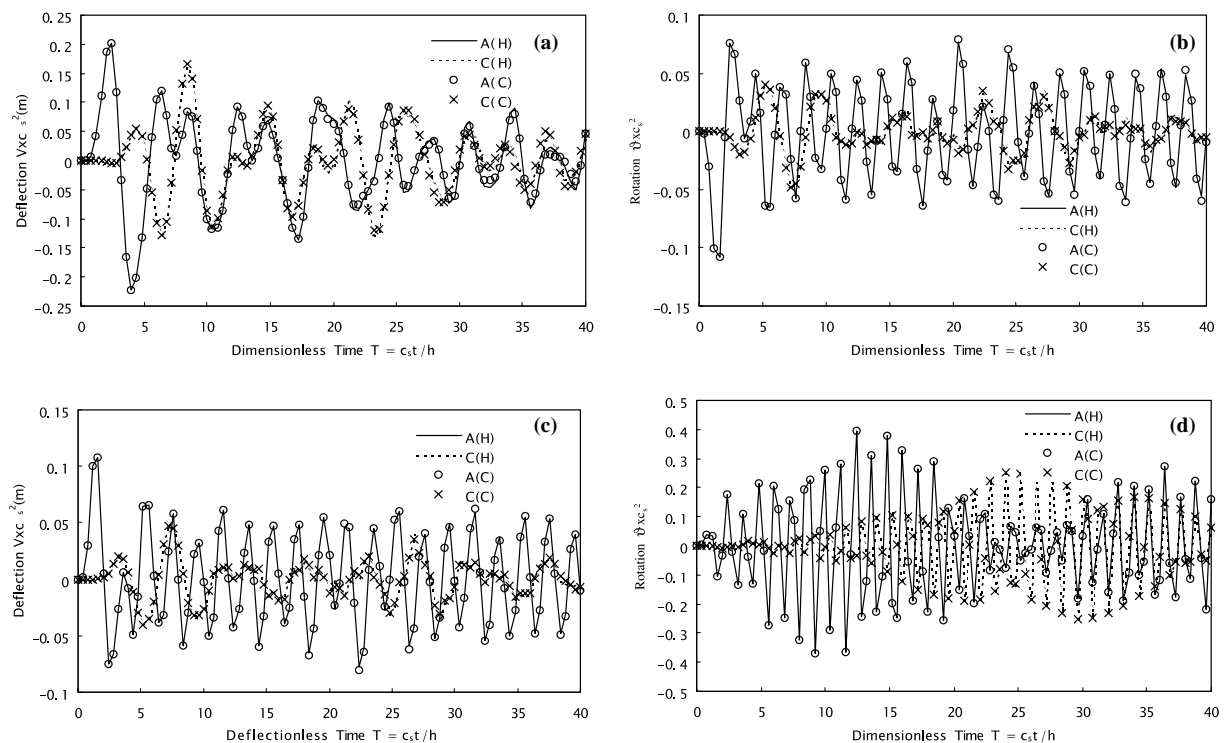 0.25
0.2
0.15
0.1
0.05
0
-0.05
-0.1
-0.15
-0.2
-0.25
Deflection V×c s²(m)
0 5 10 15 20 25 30 35 40
Dimensionless Time T = cₛt/h
(a)
A(H)
C(H)
A(C)
C(C)
0.1
0.05
0
-0.05
-0.1
-0.15
Rotation ϑ×cₛ²
0 5 10 15 20 25 30 35 40
Dimensionless Time T = cₛt/h
(b)
A(H)
C(H)
A(C)
C(C)
0.15
0.1
0.05
0
-0.05
-0.1
Deflection V×c s²(m)
0 5 10 15 20 25 30 35 40
Deflectionless Time T = cₛt/h
(c)
A(H)
C(H)
A(C)
C(C)
0.5
0.4
0.3
0.2
0.1
0
-0.1
-0.2
-0.3
-0.4
-0.5
Rotation ϑ×cₛ²
0 5 10 15 20 25 30 35 40
Dimensionless Time T = cₛt/h
(d)
A(H)
C(H)
A(C)
C(C)